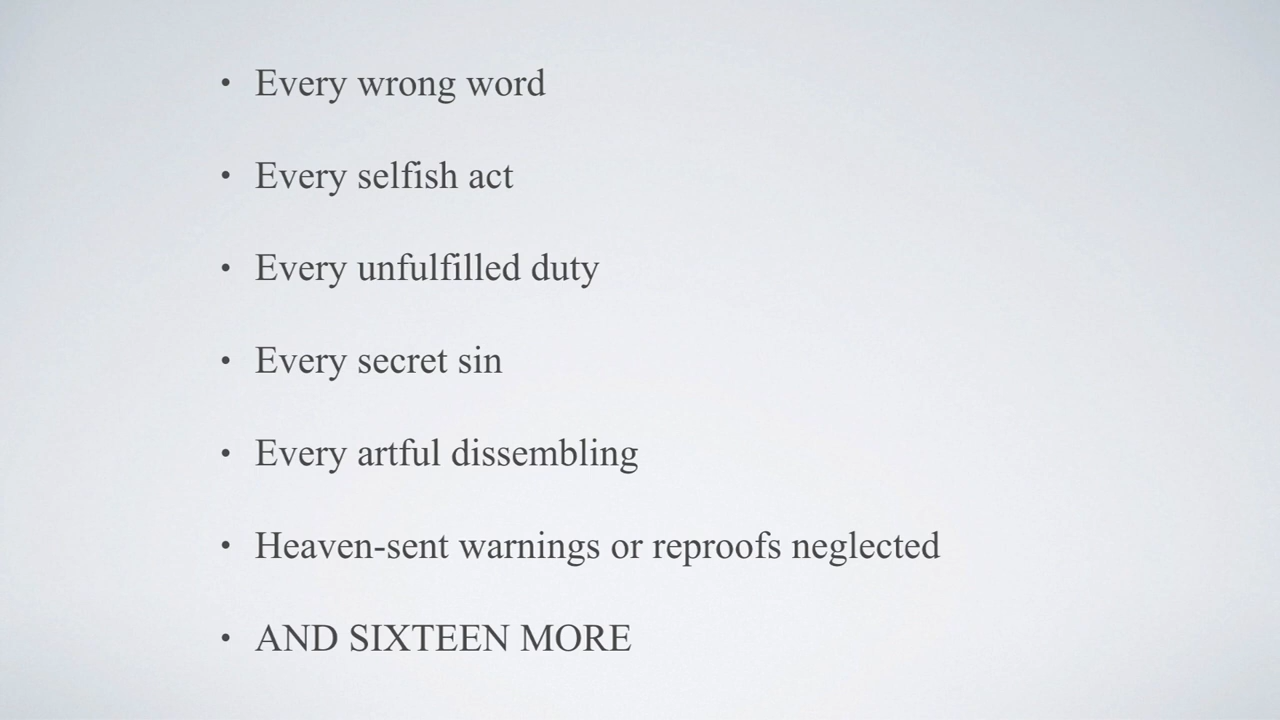 • Every wrong word
• Every selfish act
• Every unfulfilled duty
• Every secret sin
• Every artful dissembling
• Heaven-sent warnings or reproofs neglected
• AND SIXTEEN MORE